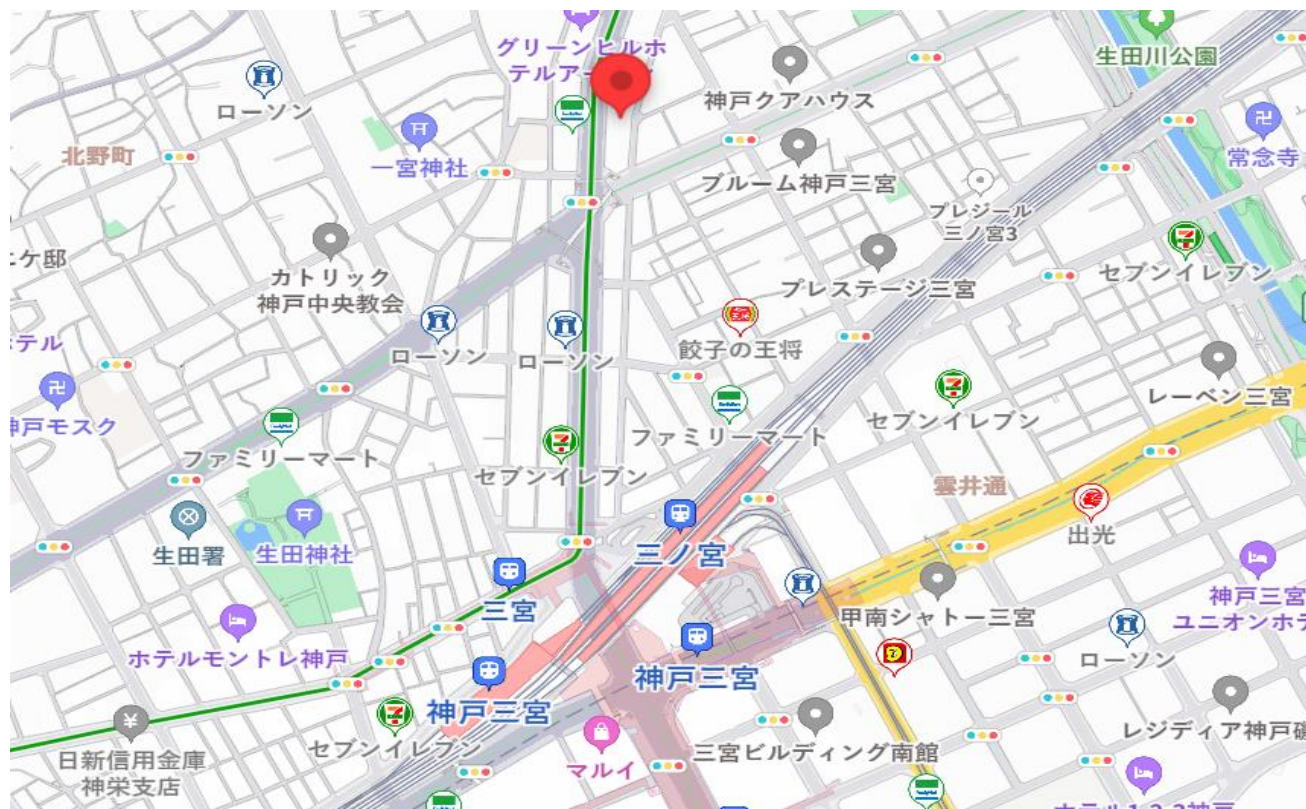 グリーンヒルホ
テルアー
生田川公園
ローソン
神戸クアハウス
北野町
一宮神社
常念寺
ブルーム神戸三宮
プレジール
三ノ宮3
ニケ邸
カトリック
神戸中央教会
セブンイレブン
プレステージ三宮
テル
ローソン
ローソン
餃子の王将
レーベン三宮
神戸モスク
ファミリーマート
ファミリーマート
セブンイレブン
セブンイレブン
雲井通
生田署
生田神社
三ノ宮
出光
三宮
甲南シャトー三宮
神戸三宮
ユニオンホテ
ホテルモントレ神戸
神戸三宮
ローソン
神戸三宮
セブンイレブン
マルイ
三宮ビルディング南館
レジディア神戸磯
日新信用金庫
神栄支店